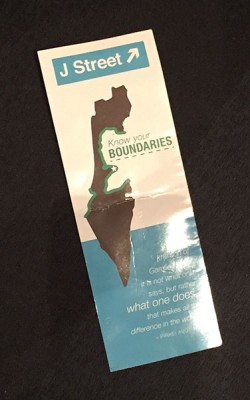 J Street
Know your
BOUNDARIES
it is not what
says, but rather
what one does
that makes all the
difference in the world